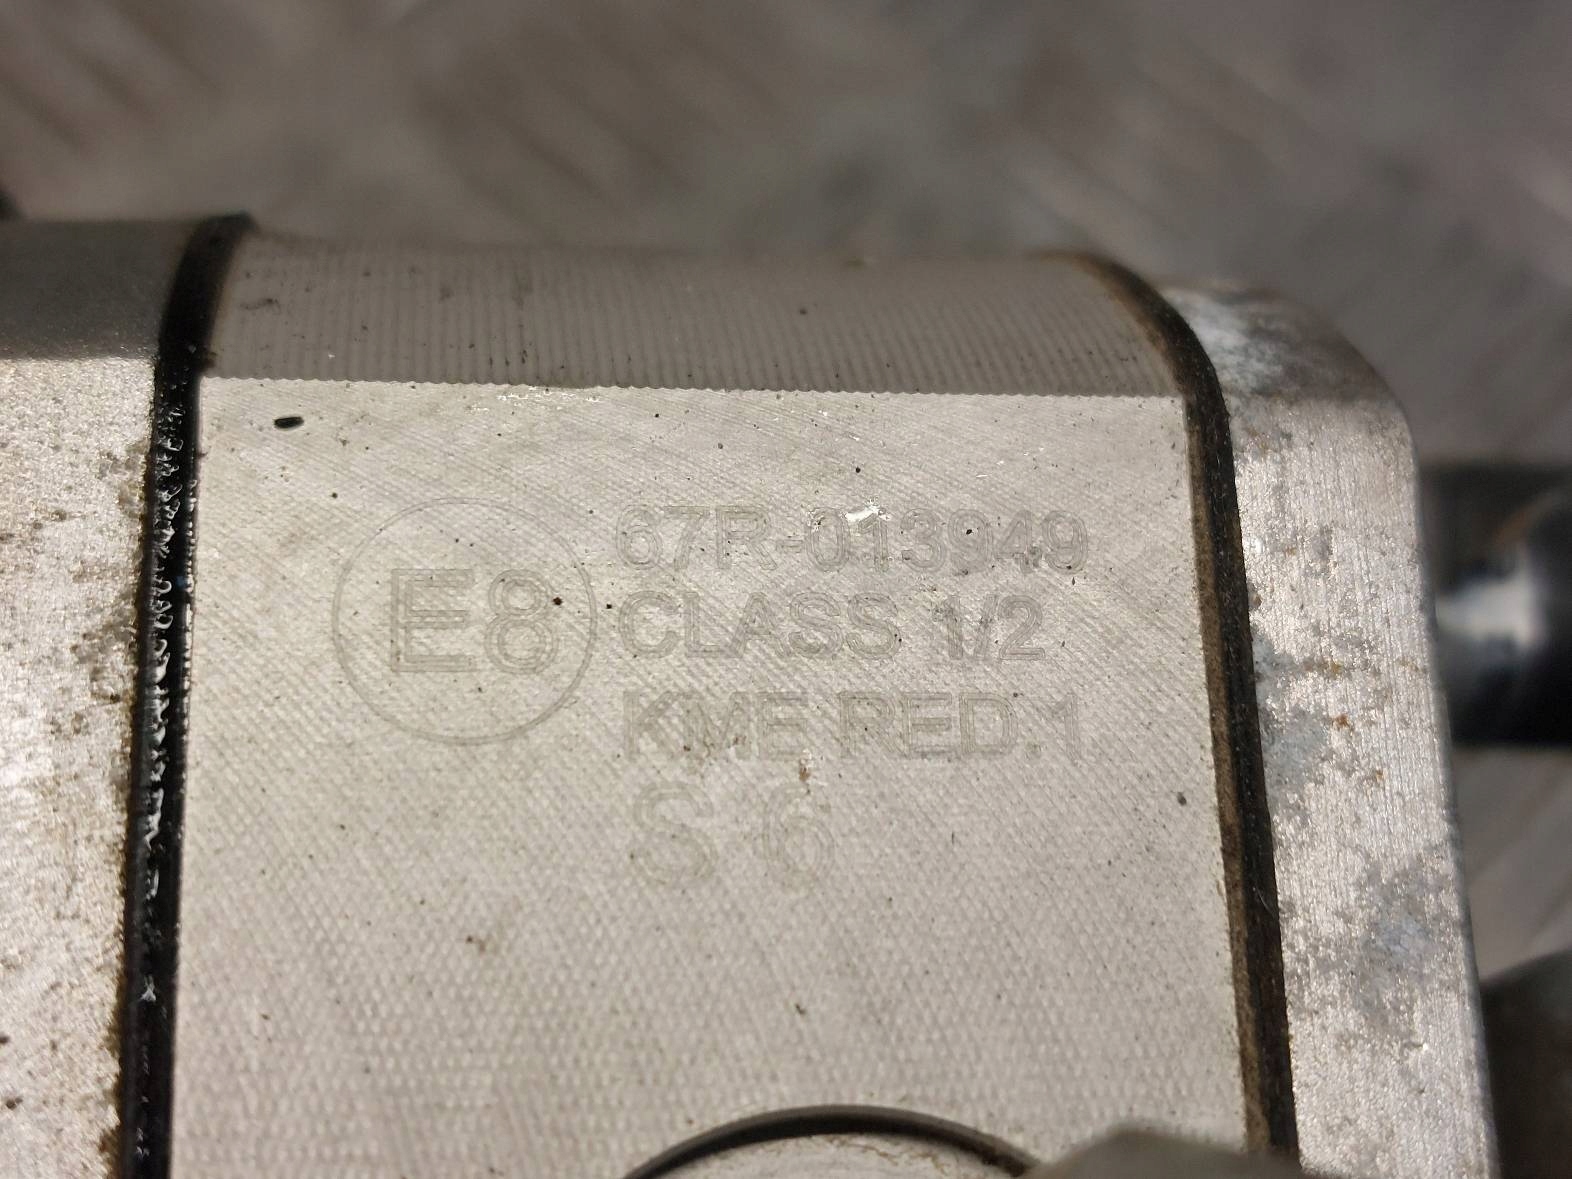 E8
67R-013949
CLASS 1/2
KME RED.1
S 6